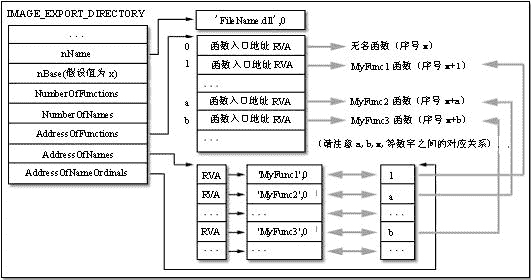 IMAGE_EXPORT_DIRECTORY
. . .
nName
nBase(假设值为 x)
NumberOfFunctions
NumberOfNames
AddressOfFunctions
AddressOfNames
AddressOfNameOrdinals
'FileName.dll',0
0 函数入口地址 RVA 无名函数（序号 x）
1 函数入口地址 RVA MyFunc1 函数（序号 x+1）
. . .
a 函数入口地址 RVA MyFunc2 函数（序号 x+a）
b 函数入口地址 RVA MyFunc3 函数（序号 x+b）
. . .
（请注意 a, b, x, 等数字之间的对应关系）
RVA 'MyFunc1',0 1
RVA 'MyFunc2',0 a
. . . . . . . . .
RVA 'MyFunc3',0 b
. . . . . . . . .